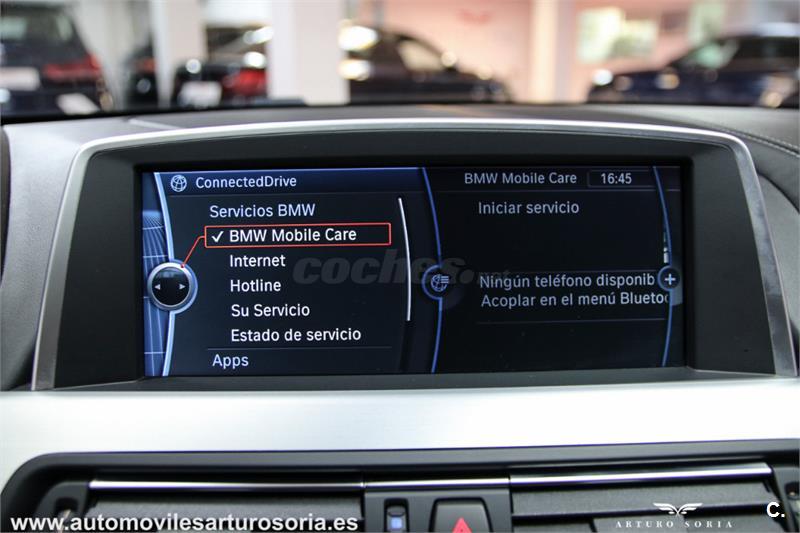 ConnectedDrive
BMW Mobile Care 16:45
Servicios BMW
Iniciar servicio
BMW Mobile Care
Internet
Hotline
Su Servicio
Estado de servicio
Apps
Ningún teléfono disponib
Acoplar en el menú Blueto
coches.net
www.automovilesarturosoria.es
ARTURO SORIA
C.